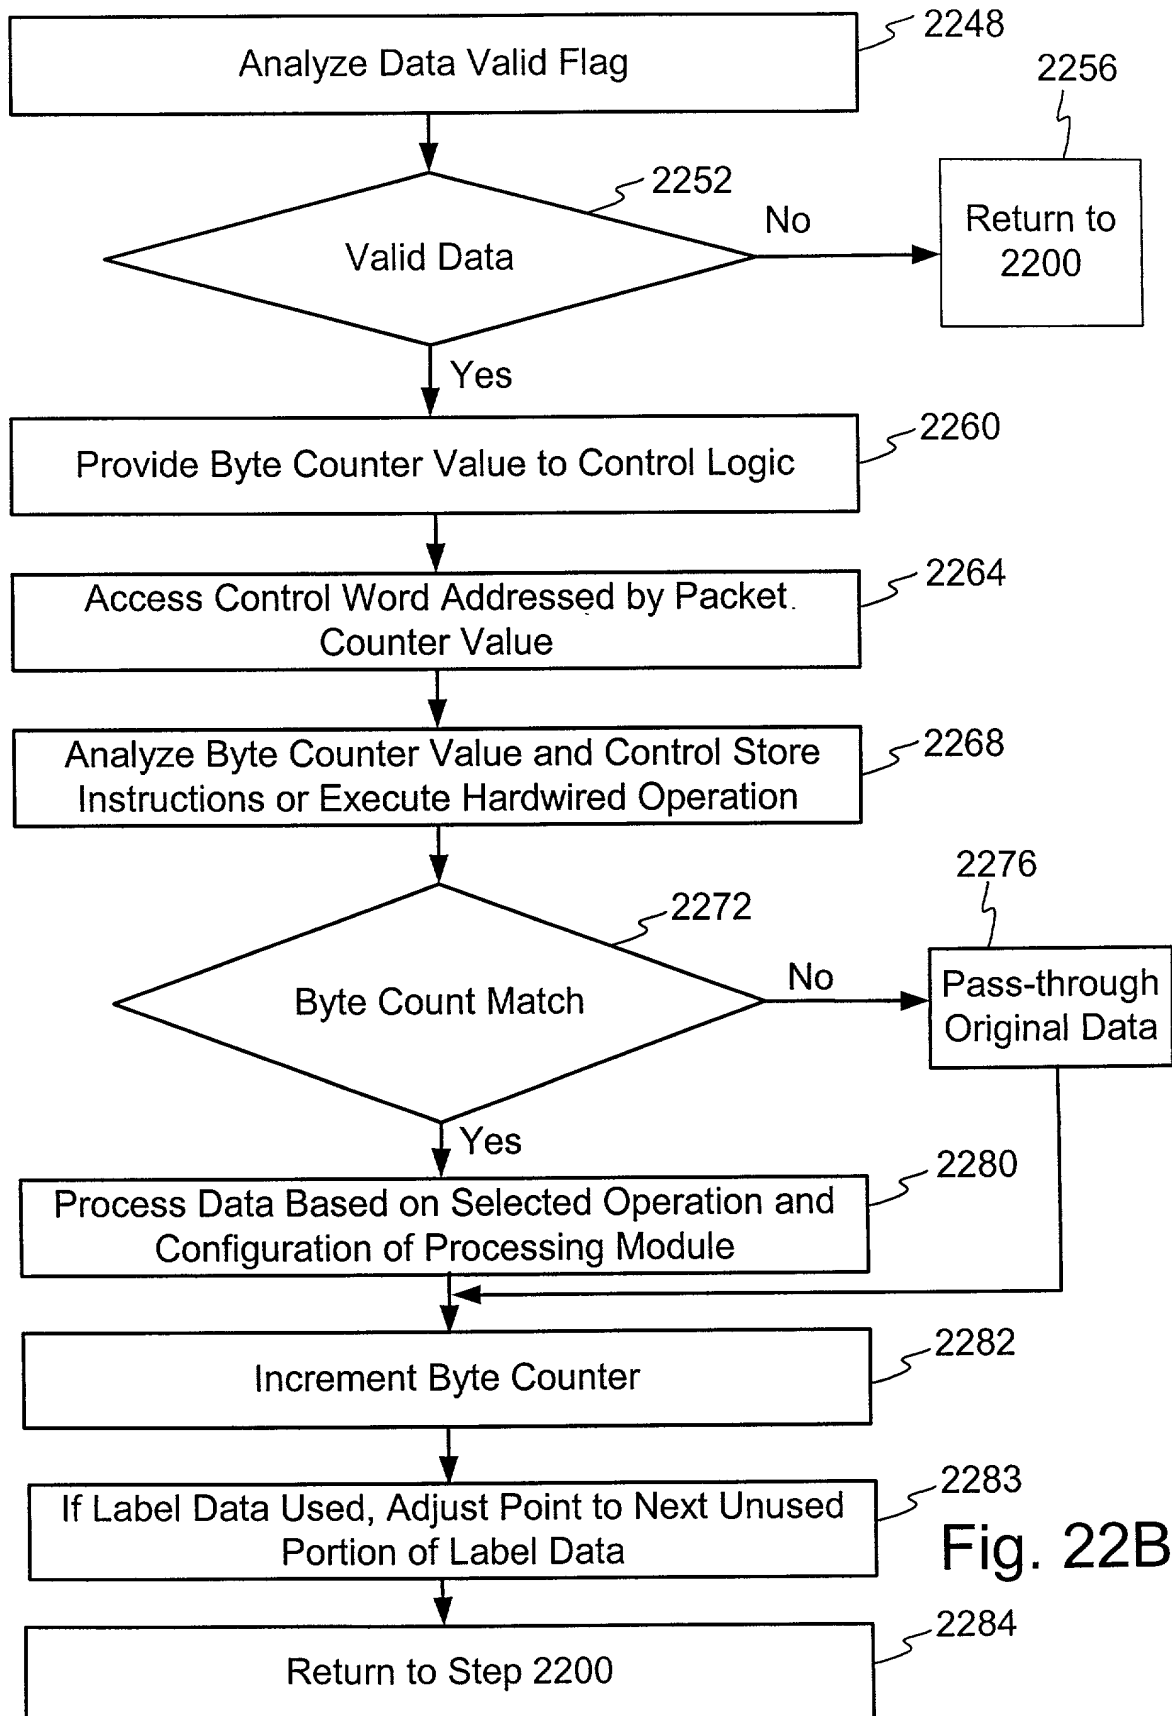 2248
Analyze Data Valid Flag
2256
2252
Valid Data
No
Return to
2200
Yes
2260
Provide Byte Counter Value to Control Logic
2264
Access Control Word Addressed by Packet
Counter Value
2268
Analyze Byte Counter Value and Control Store
Instructions or Execute Hardwired Operation
2276
2272
Byte Count Match
No
Pass-through
Original Data
Yes
2280
Process Data Based on Selected Operation and
Configuration of Processing Module
2282
Increment Byte Counter
2283
If Label Data Used, Adjust Point to Next Unused
Portion of Label Data
Fig. 22B
2284
Return to Step 2200